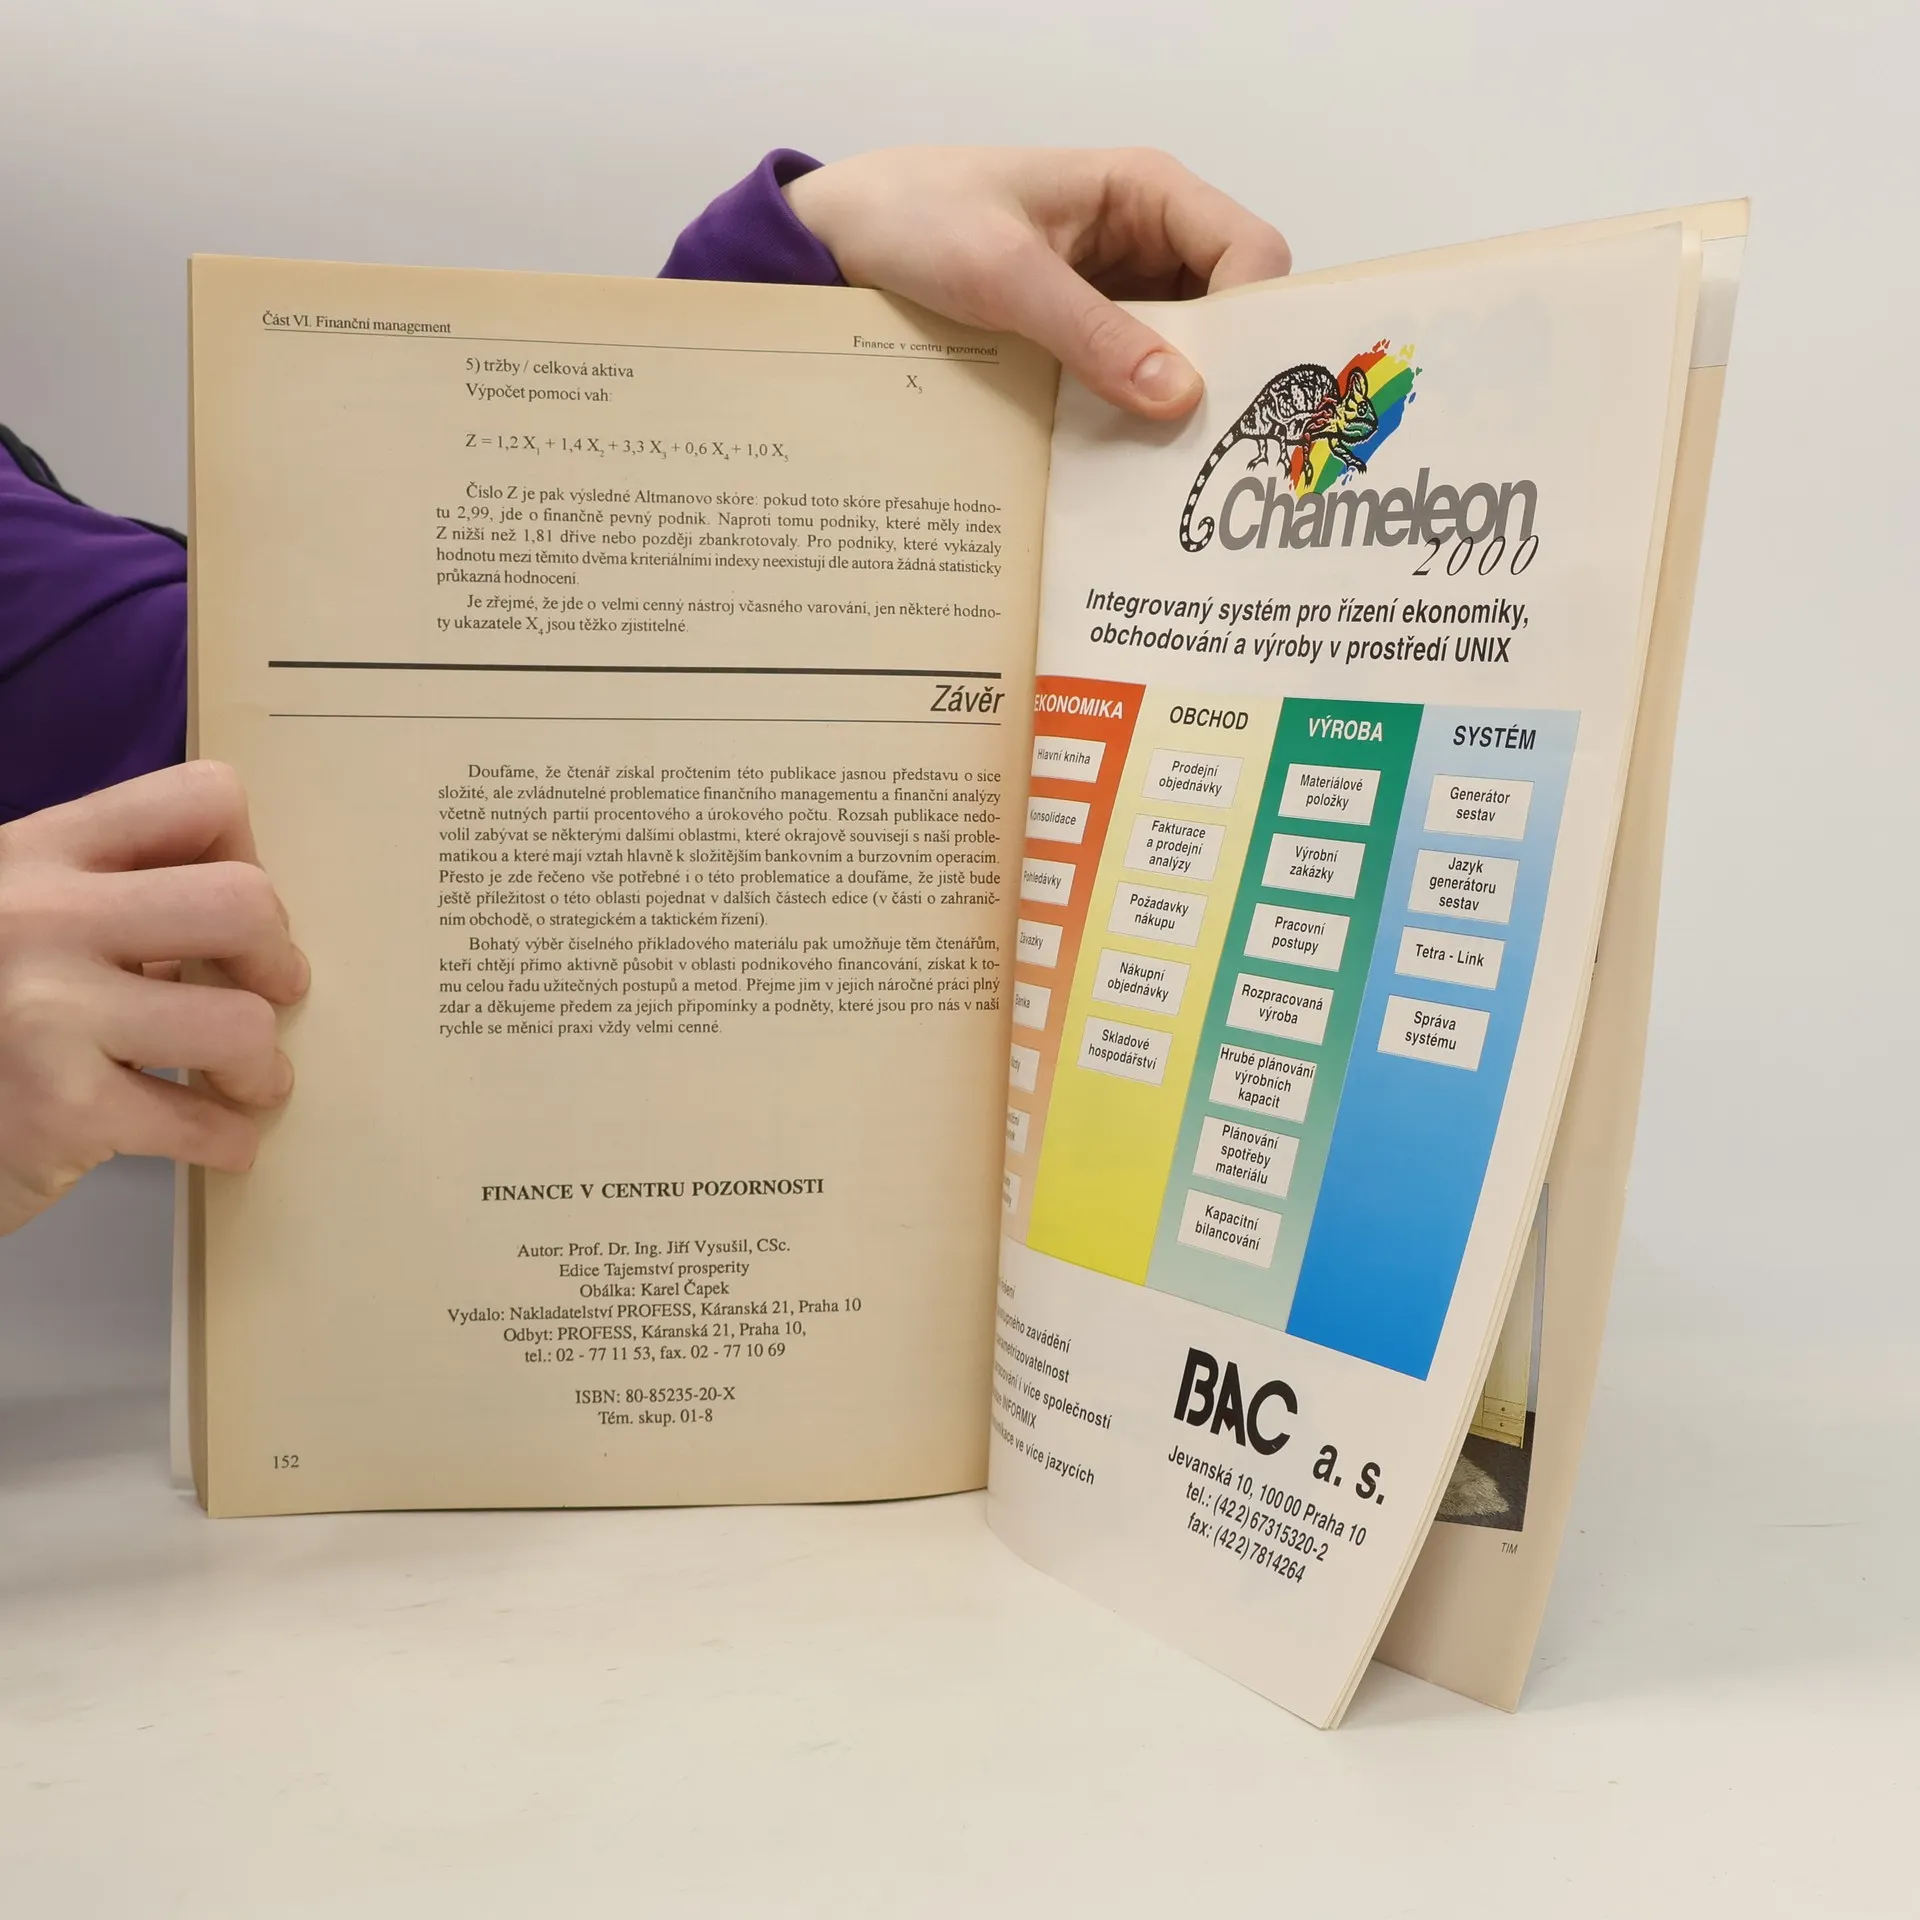 Část VI. Finanční management
Finance v centru pozornosti
5) tržby / celková aktiva X5
Výpočet pomocí vah:
Z = 1,2 X1 + 1,4 X2 + 3,3 X3 + 0,6 X4 + 1,0 X5
Číslo Z je pak výsledné Altmanovo skóre: pokud toto skóre přesahuje hodno-
tu 2,99, jde o finančně pevný podnik. Naproti tomu podniky, které měly index
Z nižší než 1,81 dříve nebo později zbankrotovaly. Pro podniky, které vykázaly
hodnotu mezi těmito dvěma kriteriálními indexy neexistují dle autora žádná statisticky
průkazná hodnocení.
Je zřejmé, že jde o velmi cenný nástroj včasného varování, jen některé hodno-
ty ukazatele X4 jsou těžko zjistitelné.
Závěr
Doufáme, že čtenář získal pročtením této publikace jasnou představu o sice
složité, ale zvládnutelné problematice finančního managementu a finanční analýzy
včetně nutných partií procentového a úrokového počtu. Rozsah publikace nedo-
volil zabývat se některými dalšími oblastmi, které okrajově souvisejí s naší proble-
matikou a které mají vztah hlavně k složitějším bankovním a burzovním operacím.
Přesto je zde řečeno vše potřebné i o této problematice a doufáme, že jistě bude
ještě příležitost o této oblasti pojednat v dalších částech edice (v části o zahranič-
ním obchodě, o strategickém a taktickém řízení).
Bohatý výběr číselného příkladového materiálu pak umožňuje těm čtenářům,
kteří chtějí přímo aktivně působit v oblasti podnikového financování, získat k to-
mu celou řadu užitečných postupů a metod. Přejme jim v jejich náročné práci plný
zdar a děkujeme předem za jejich připomínky a podněty, které jsou pro nás v naší
rychle se měnící praxi vždy velmi cenné.
FINANCE V CENTRU POZORNOSTI
Autor: Prof. Dr. Ing. Jiří Vysušil, CSc.
Edice Tajemství prosperity
Obálka: Karel Čapek
Vydalo: Nakladatelství PROFESS, Káranská 21, Praha 10
Odbyt: PROFESS, Káranská 21, Praha 10,
tel.: 02 - 77 11 53, fax. 02 - 77 10 69
ISBN: 80-85235-20-X
Tém. skup. 01-8
152
Chameleon
2000
Integrovaný systém pro řízení ekonomiky,
obchodování a výroby v prostředí UNIX
EKONOMIKA
Hlavní kniha
Konsolidace
Pohledávky
Závazky
Banka
OBCHOD
Prodejní
objednávky
Fakturace
a prodejní
analýzy
Požadavky
nákupu
Nákupní
objednávky
Skladové
hospodářství
VÝROBA
Materiálové
položky
Výrobní
zakázky
Pracovní
postupy
Rozpracovaná
výroba
Hrubé plánování
výrobních
kapacit
Plánování
spotřeby
materiálu
Kapacitní
bilancování
SYSTÉM
Generátor
sestav
Jazyk
generátoru
sestav
Tetra - Link
Správa
systému
zavádění
i více společností
INFORMIX
ve více jazycích
BAC a. s.
Jevanská 10, 100 00 Praha 10
tel.: (42 2) 67315320-2
fax: (42 2) 7814264
TIM